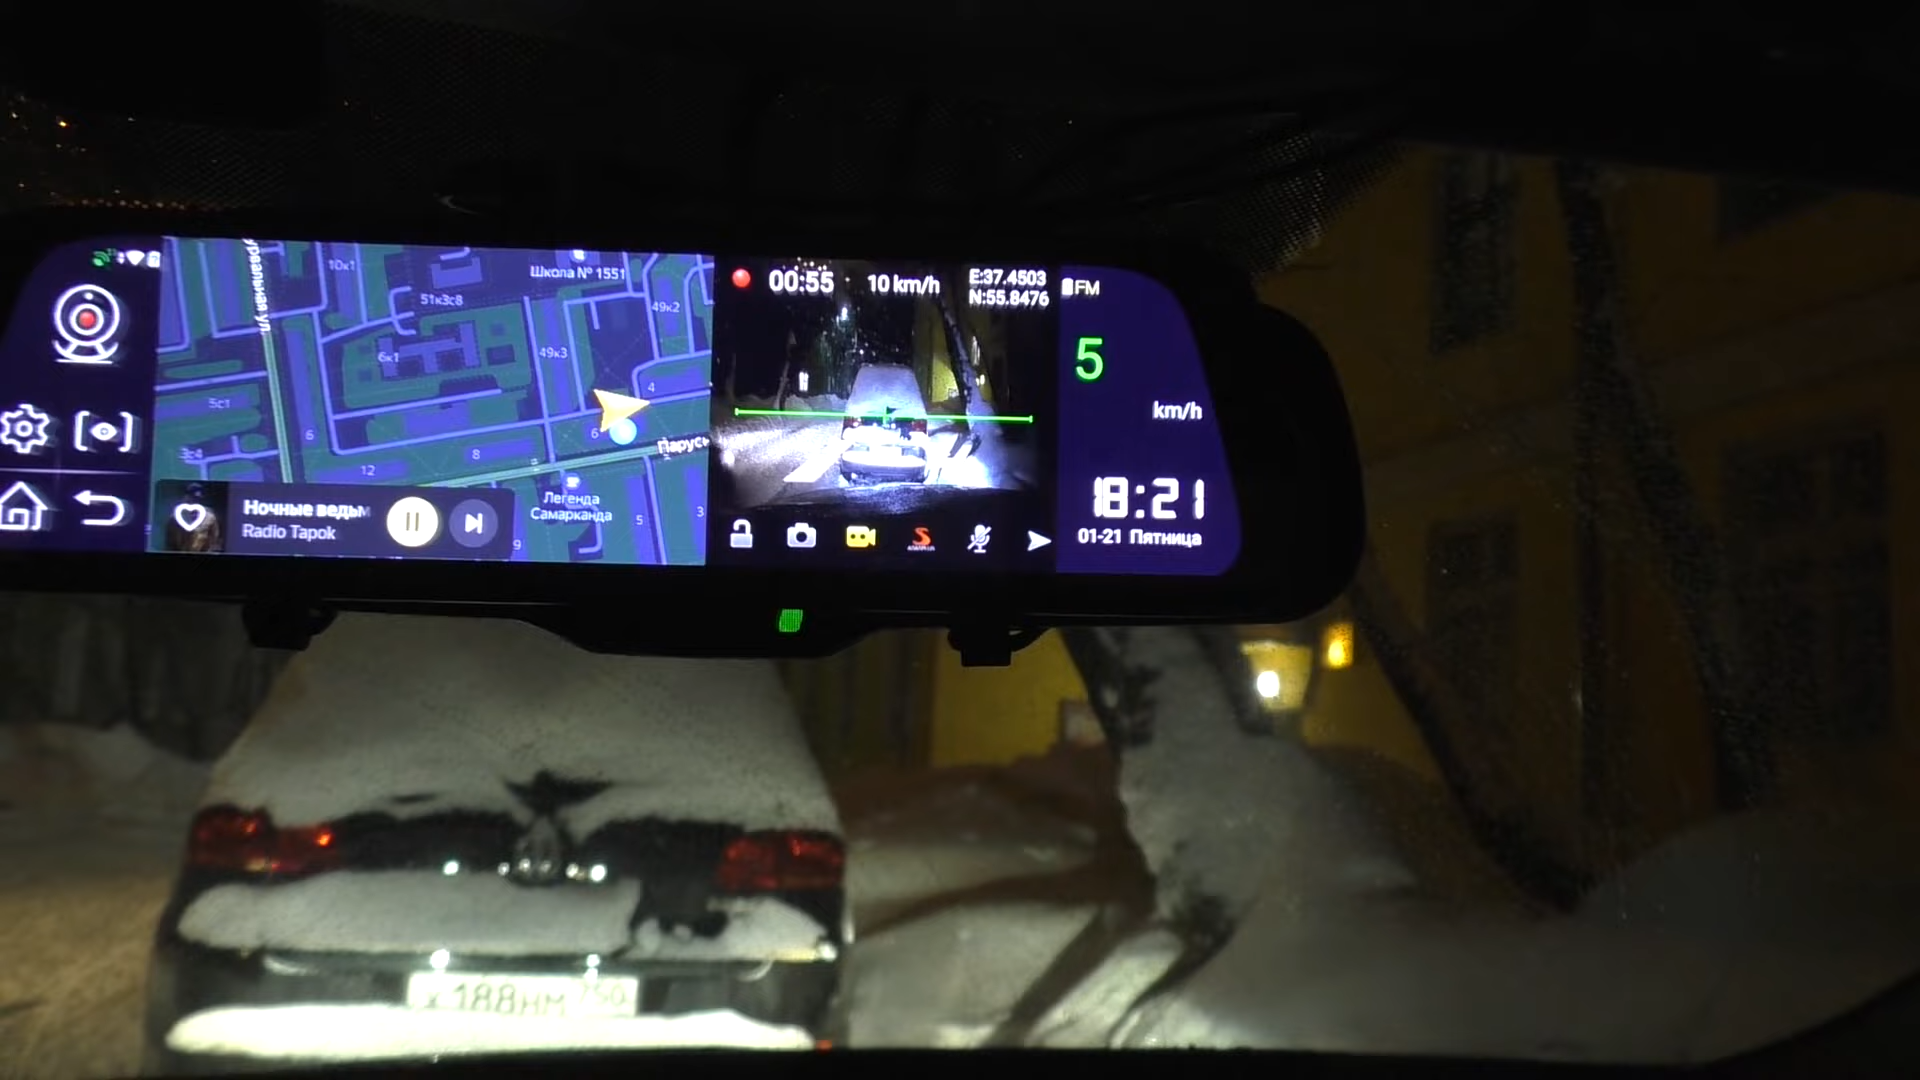 10к1
Школа № 1551
51к3с8
49к2
6к1
49к3
4
5с1
6
6
8
12
3с4
Легенда
Самарканда
5
3
9
Ночные ведьм
Radio Tapok
00:55
10 km/h
E:37.4503
N:55.8476
FM
5
km/h
18:21
01-21 Пятница
188НМ